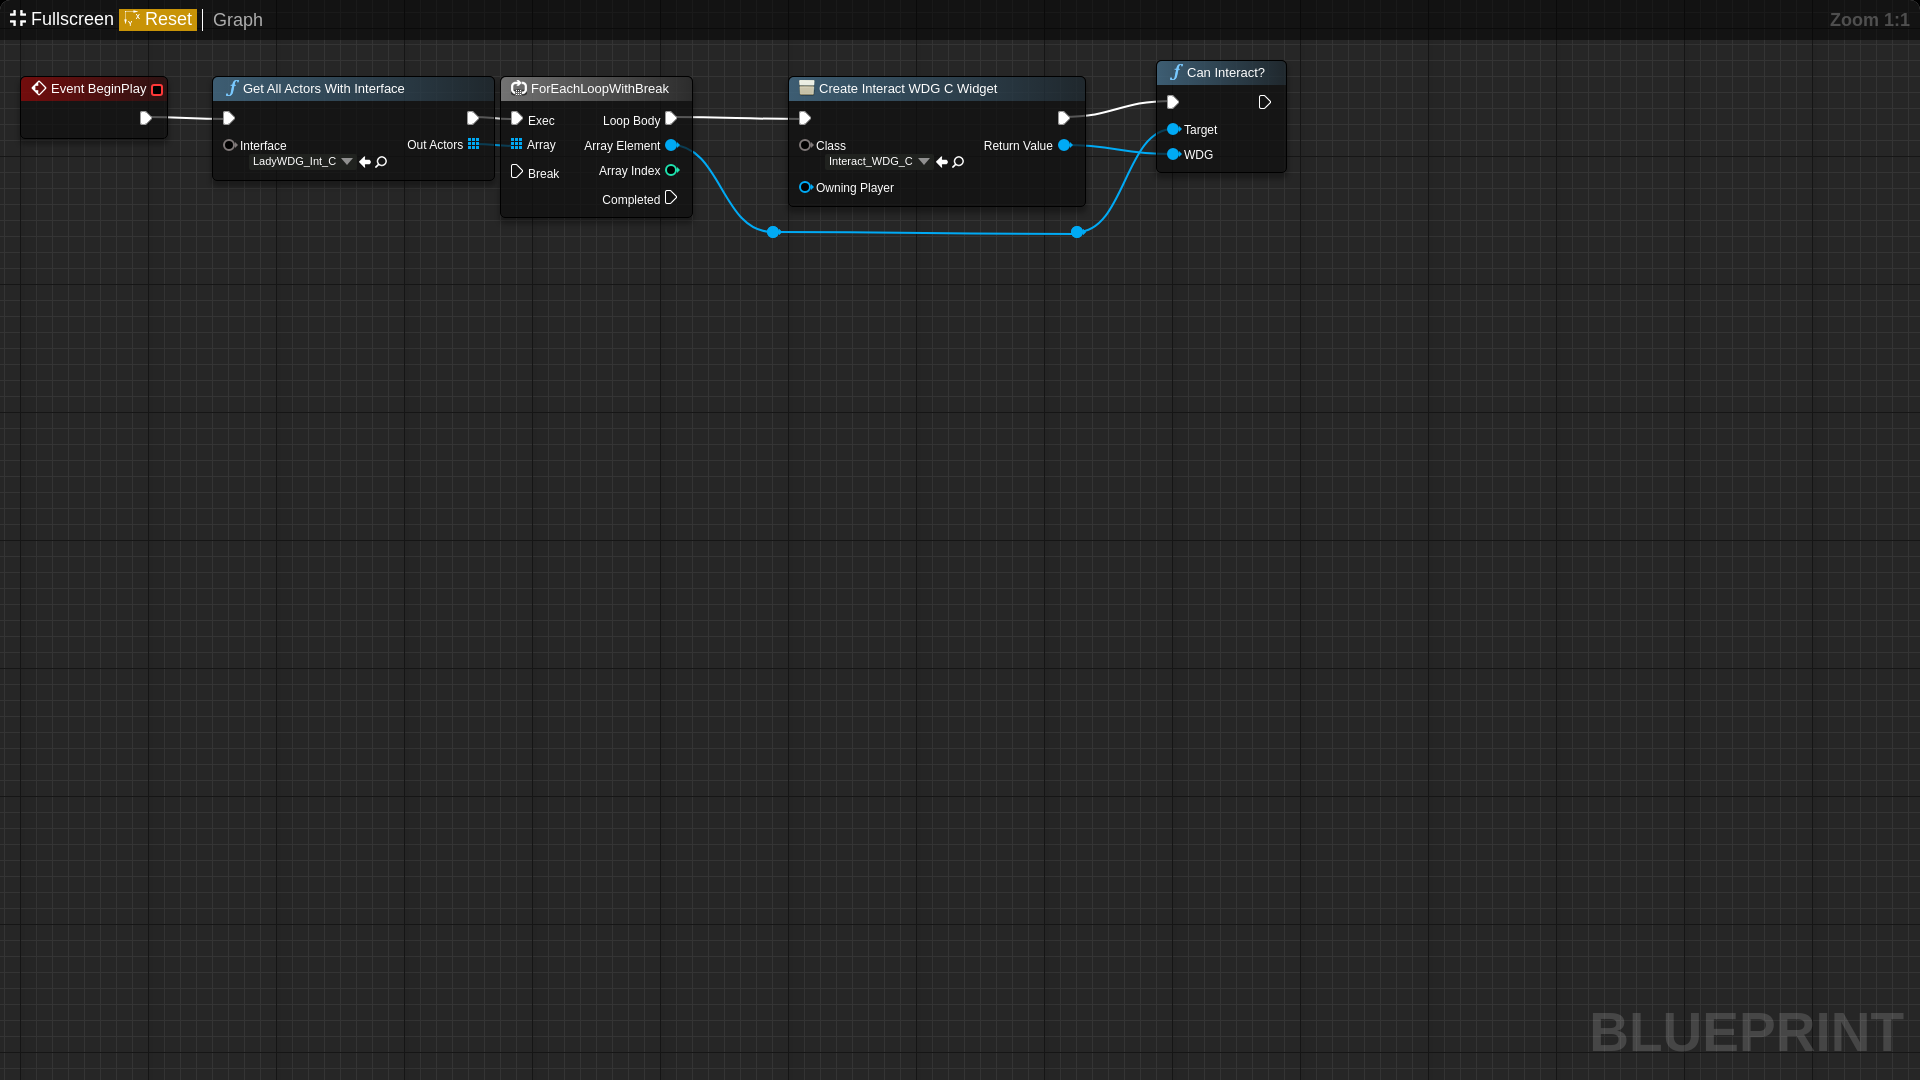 Fullscreen Reset Graph Zoom 1:1
Event BeginPlay
Get All Actors With Interface
Interface
LadyWDG_Int_C
Out Actors
ForEachLoopWithBreak
Exec
Array
Break
Loop Body
Array Element
Array Index
Completed
Create Interact WDG C Widget
Class
Interact_WDG_C
Owning Player
Return Value
Can Interact?
Target
WDG
BLUEPRINT